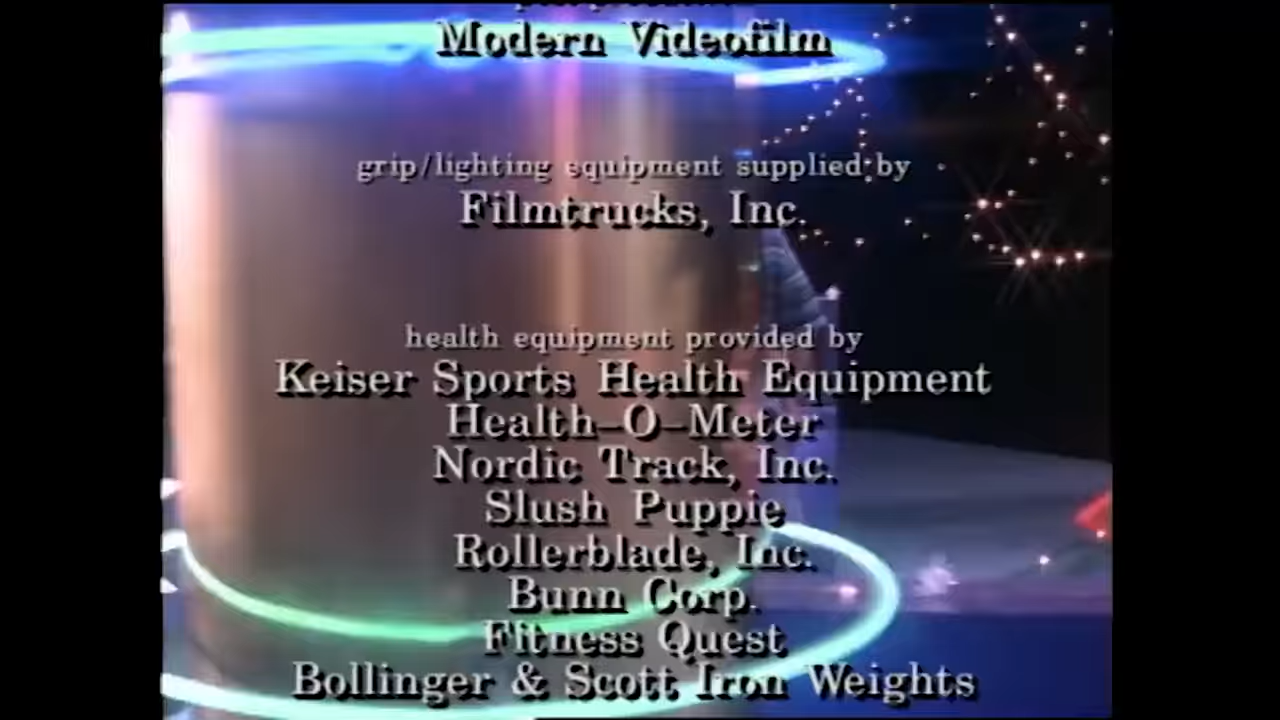 Modern Videofilm
grip/lighting equipment supplied by
Filmtrucks, Inc.
health equipment provided by
Keiser Sports Health Equipment
Health-O-Meter
Nordic Track, Inc.
Slush Puppie
Rollerblade, Inc.
Bunn Corp.
Fitness Quest
Bollinger & Scott Iron Weights